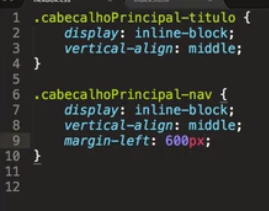 1 .cabecalhoPrincipal-titulo {
2 display: inline-block;
3 vertical-align: middle;
4 }
5
6 .cabecalhoPrincipal-nav {
7 display: inline-block;
8 vertical-align: middle;
9 margin-left: 600px;
10 }
11
12